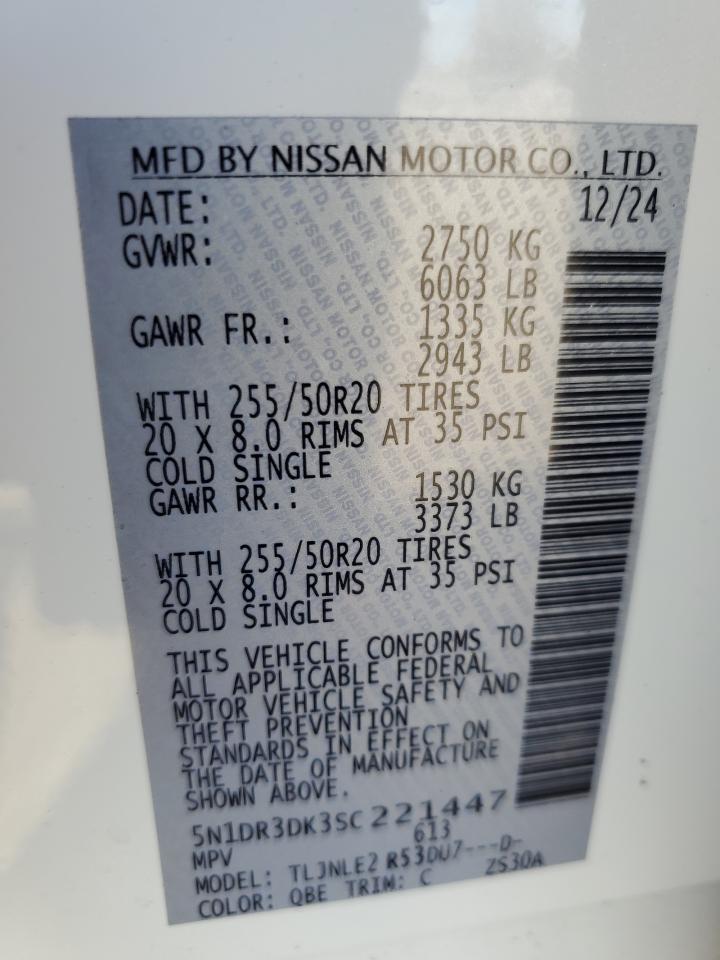 MFD BY NISSAN MOTOR CO., LTD.
DATE: 12/24
GVWR: 2750 KG
6063 LB
GAWR FR.: 1335 KG
2943 LB
WITH 255/50R20 TIRES
20 X 8.0 RIMS AT 35 PSI
COLD SINGLE
GAWR RR.: 1530 KG
3373 LB
WITH 255/50R20 TIRES
20 X 8.0 RIMS AT 35 PSI
COLD SINGLE
THIS VEHICLE CONFORMS TO
ALL APPLICABLE FEDERAL
MOTOR VEHICLE SAFETY AND
THEFT PREVENTION
STANDARDS IN EFFECT ON
THE DATE OF MANUFACTURE
SHOWN ABOVE.
5N1DR3DK3SC221447
MPV 613
MODEL: TLJNLE2 R53DU7---D-
COLOR: QBE TRIM: C ZS30A